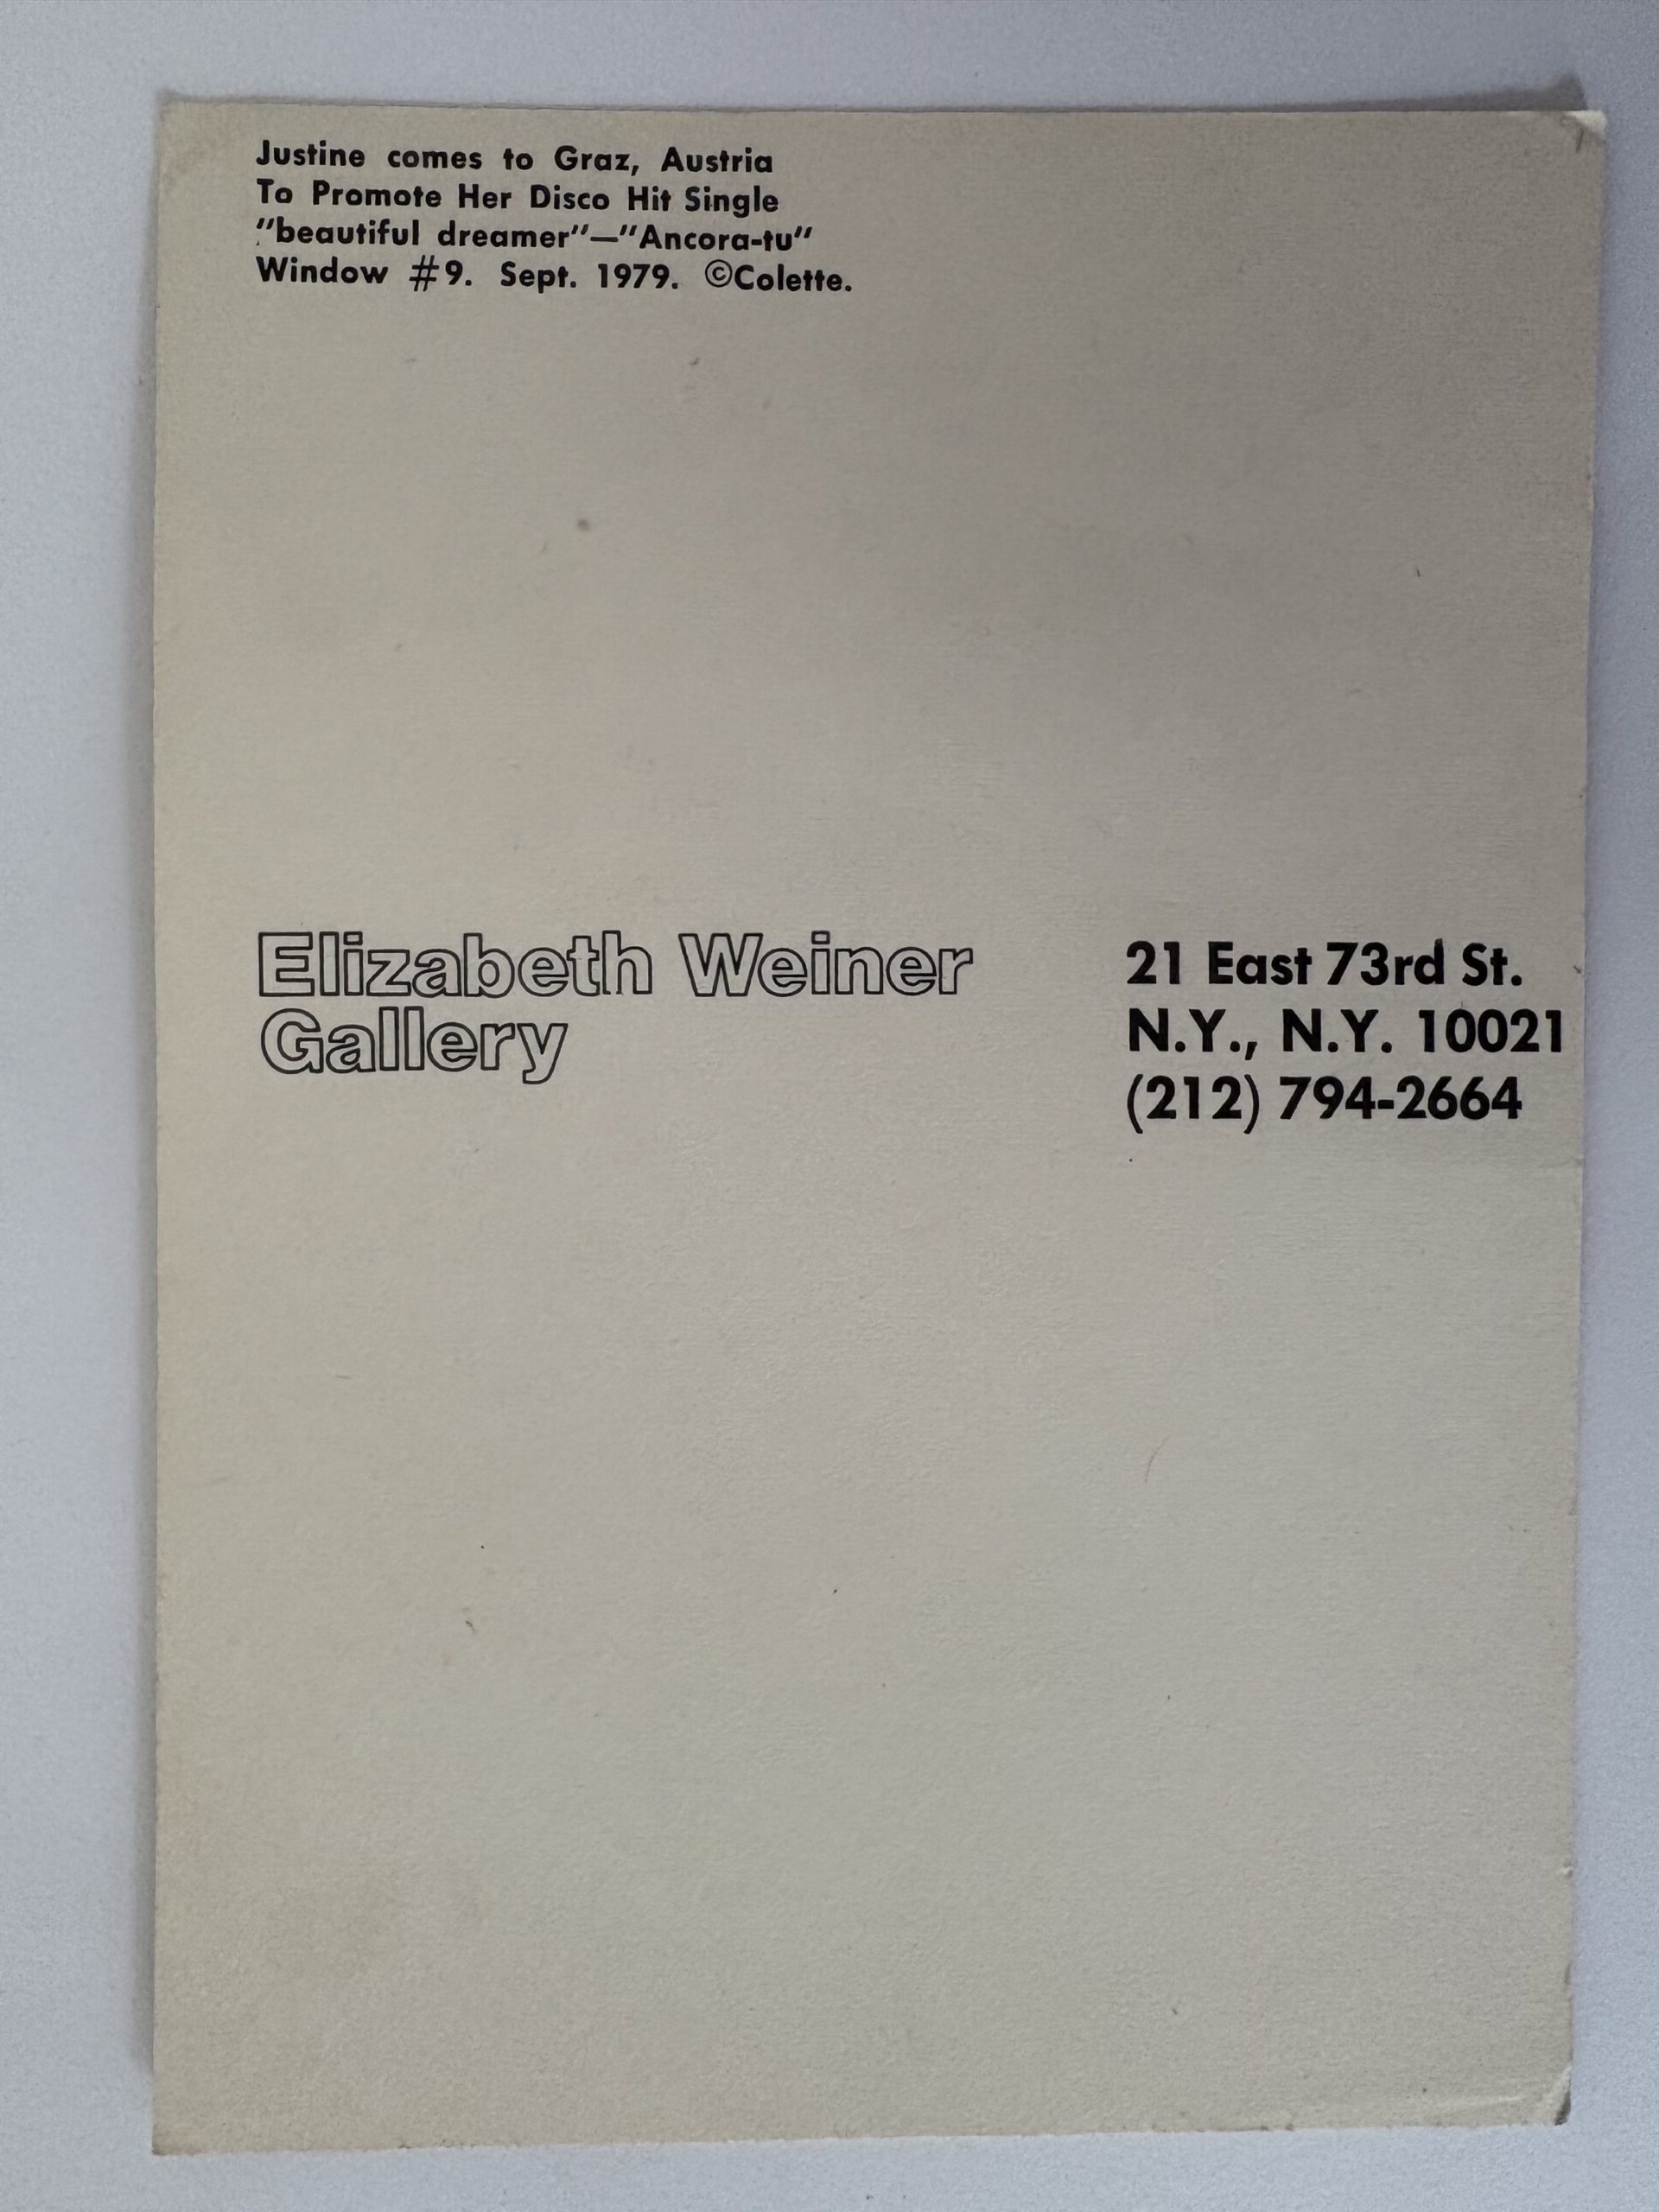 Justine comes to Graz, Austria
To Promote Her Disco Hit Single
"beautiful dreamer"—"Ancora-tu"
Window #9. Sept. 1979. ©Colette.
Elizabeth Weiner
Gallery
21 East 73rd St.
N.Y., N.Y. 10021
(212) 794-2664